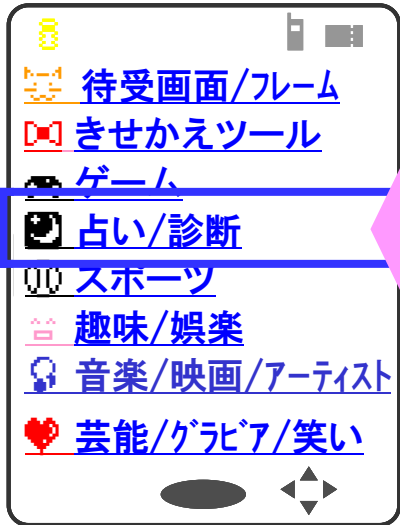 待受画面/フレーム
きせかえツール
ゲーム
占い/診断
スポーツ
趣味/娯楽
音楽/映画/アーティスト
芸能/グラビア/笑い